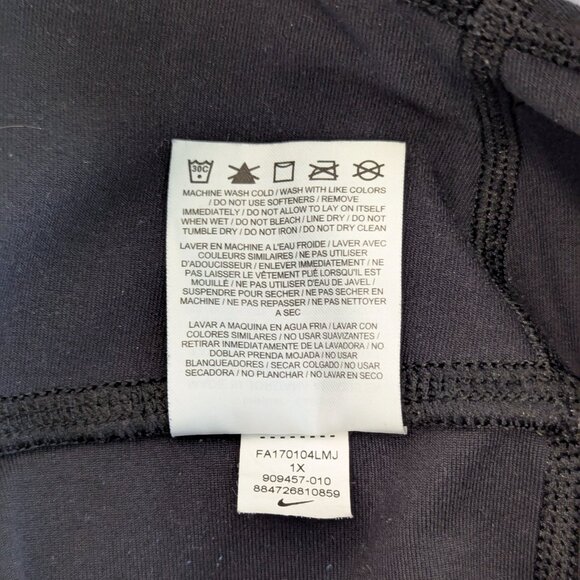 30C
MACHINE WASH COLD / WASH WITH LIKE COLORS
/ DO NOT USE SOFTENERS / REMOVE
IMMEDIATELY / DO NOT ALLOW TO LAY ON ITSELF
WHEN WET / DO NOT BLEACH / LINE DRY / DO NOT
TUMBLE DRY / DO NOT IRON / DO NOT DRY CLEAN
LAVER EN MACHINE A L'EAU FROIDE / LAVER AVEC
COULEURS SIMILAIRES / NE PAS UTILISER
D'ADOUCISSEUR / ENLEVER IMMEDIATEMENT / NE
PAS LAISSER LE VÊTEMENT PLIÉ LORSQU'IL EST
MOUILLÉ / NE PAS UTILISER D'EAU DE JAVEL /
SUSPENDRE POUR SECHER / NE PAS SECHER EN
MACHINE / NE PAS REPASSER / NE PAS NETTOYER
A SEC
LAVAR A MAQUINA EN AGUA FRIA / LAVAR CON
COLORES SIMILARES / NO USAR SUAVIZANTES /
RETIRAR INMEDIATAMENTE DE LA LAVADORA / NO
DOBLAR PRENDA MOJADA / NO USAR
BLANQUEADORES / SECAR COLGADO / NO USAR
SECADORA / NO PLANCHAR / NO LAVAR EN SECO
FA170104LMJ
1X
909457-010
884726810859